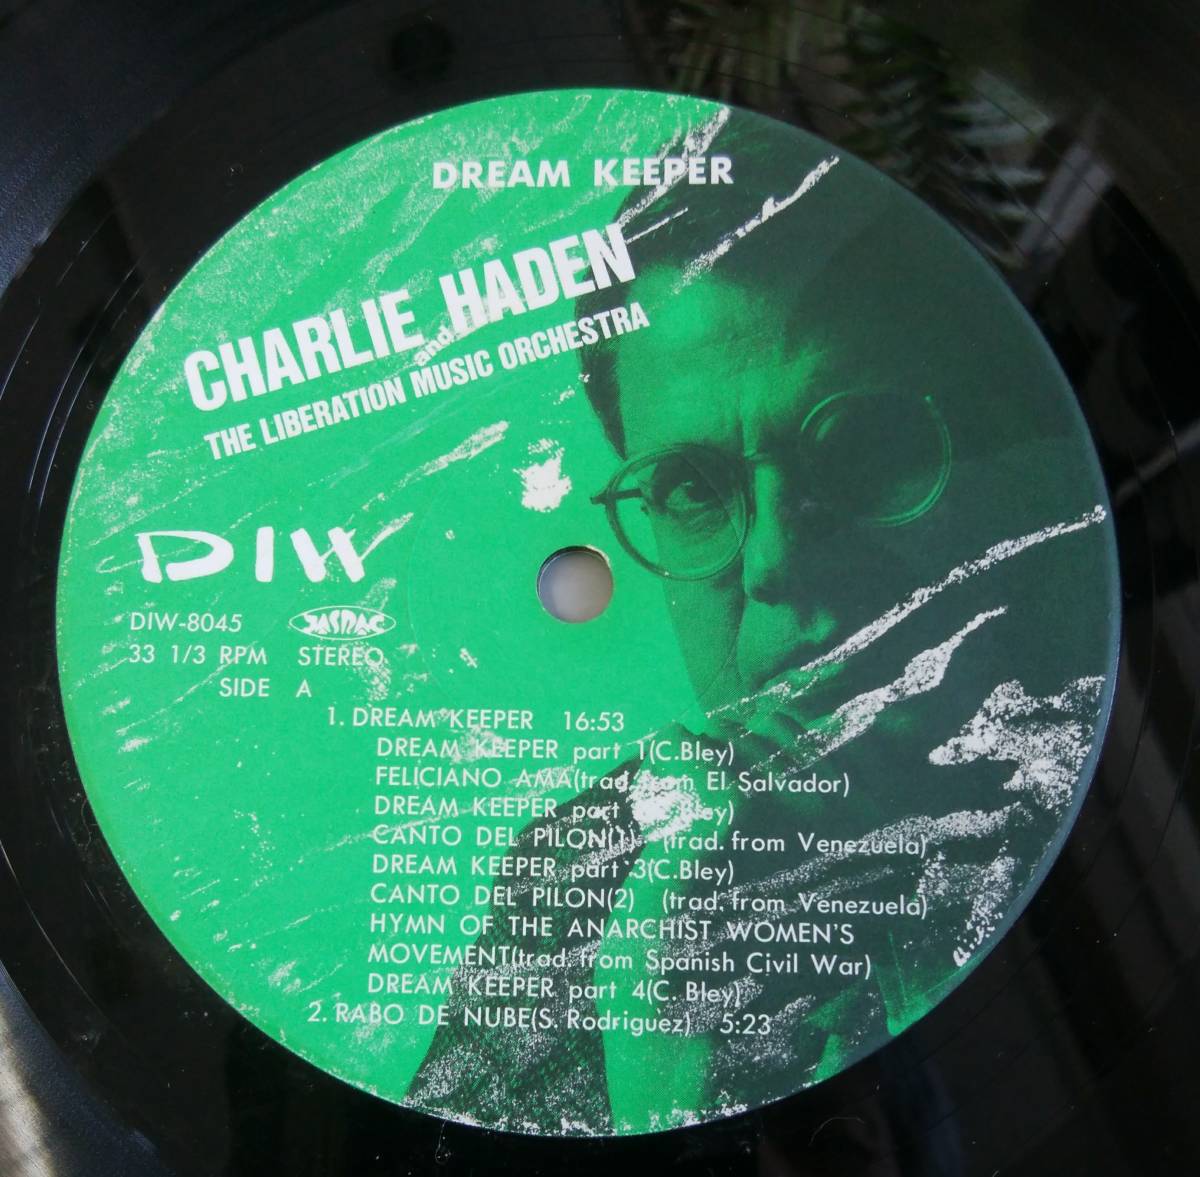 DREAM KEEPER
CHARLIE HADEN
and
THE LIBERATION MUSIC ORCHESTRA
DIW
DIW-8045 JASRAC
33 1/3 RPM STEREO
SIDE A
1. DREAM KEEPER 16:53
DREAM KEEPER part 1(C.Bley)
FELICIANO AMA(trad. from El Salvador)
DREAM KEEPER part
CANTO DEL PILON(1) (trad. from Venezuela)
DREAM KEEPER part 3(C.Bley)
CANTO DEL PILON(2) (trad. from Venezuela)
HYMN OF THE ANARCHIST WOMEN'S
MOVEMENT(trad. from Spanish Civil War)
DREAM KEEPER part 4(C. Bley)
2. RABO DE NUBE(S. Rodriguez) 5:23